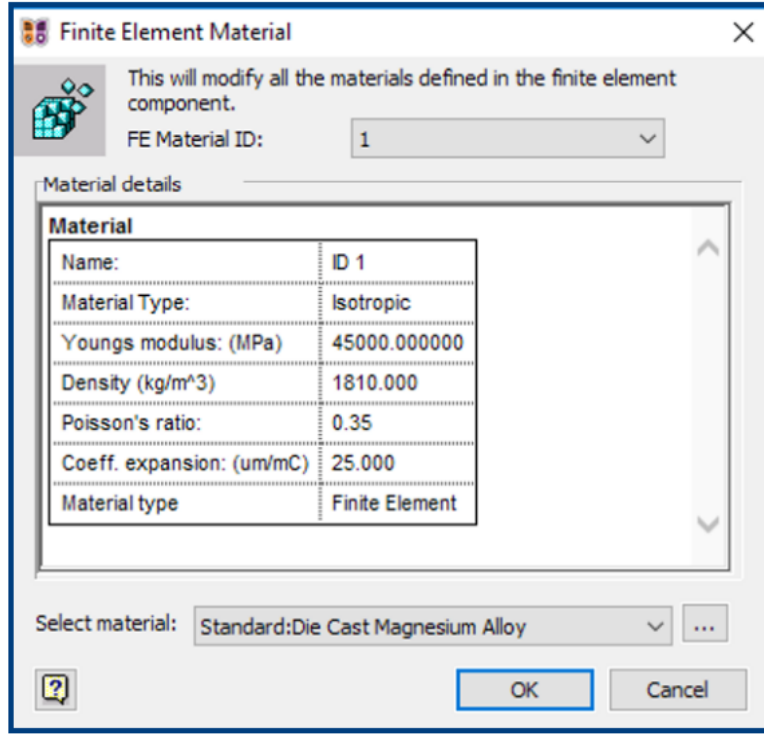 Finite Element Material
This will modify all the materials defined in the finite element
component.
FE Material ID: 1
Material details
Material
Name: ID 1
Material Type: Isotropic
Youngs modulus: (MPa) 45000.000000
Density (kg/m^3) 1810.000
Poisson's ratio: 0.35
Coeff. expansion: (um/mC) 25.000
Material type Finite Element
Select material: Standard:Die Cast Magnesium Alloy ...
OK Cancel